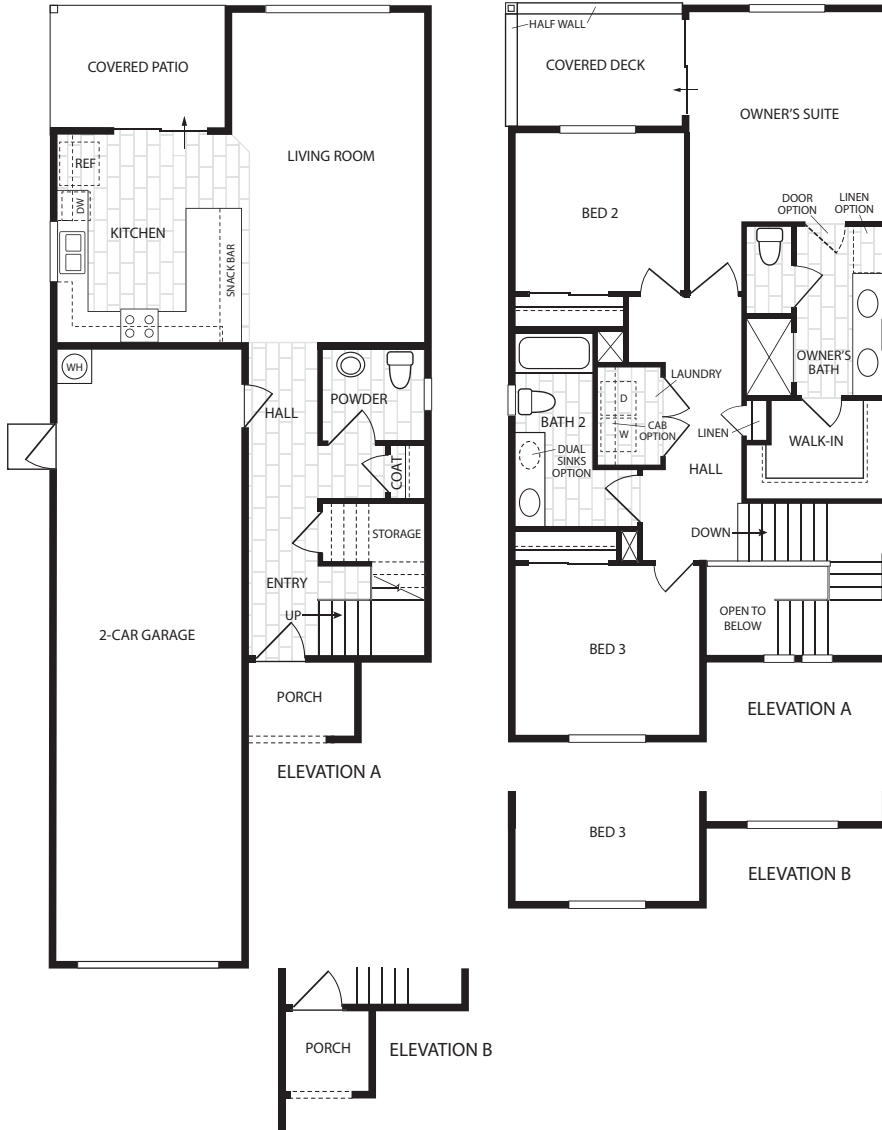 COVERED PATIO
LIVING ROOM
REF
DW
KITCHEN
SNACK BAR
WH
HALL
POWDER
COAT
STORAGE
ENTRY
UP
2-CAR GARAGE
PORCH
ELEVATION A
PORCH
ELEVATION B
HALF WALL
COVERED DECK
OWNER'S SUITE
BED 2
DOOR
OPTION
LINEN
OPTION
OWNER'S
BATH
LAUNDRY
D
W
CAB
OPTION
BATH 2
DUAL
SINKS
OPTION
LINEN
WALK-IN
HALL
DOWN
OPEN TO
BELOW
BED 3
ELEVATION A
BED 3
ELEVATION B